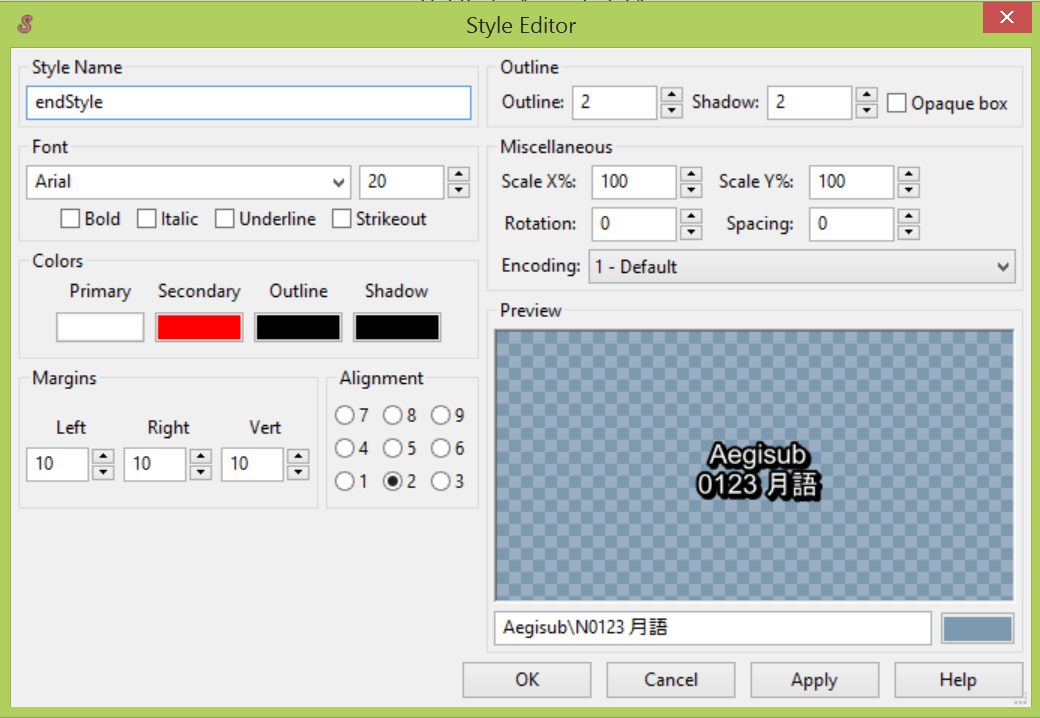 Style Editor
Style Name
endStyle
Font
Arial
20
Bold Italic Underline Strikeout
Colors
Primary Secondary Outline Shadow
Margins
Left Right Vert
10 10 10
Alignment
7 8 9
4 5 6
1 2 3
Outline
Outline: 2 Shadow: 2 Opaque box
Miscellaneous
Scale X%: 100 Scale Y%: 100
Rotation: 0 Spacing: 0
Encoding: 1 - Default
Preview
Aegisub
0123 月語
Aegisub\N0123 月語
OK Cancel Apply Help